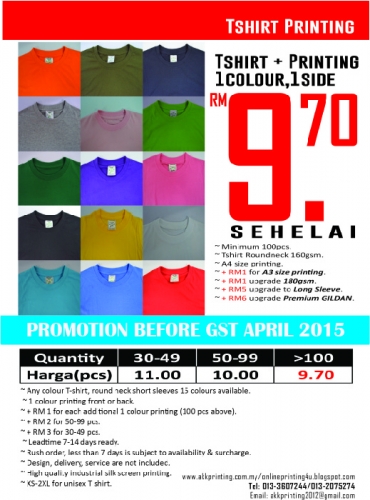 TSHIRT PRINTING
TSHIRT + PRINTING
1COLOUR,1SIDE
RM 9.70
SEHELAI
~ Minimum 100pcs.
~ Tshirt Roundneck 160gsm.
~ A4 size printing.
~ + RM1 for A3 size printing.
~ + RM1 upgrade 180gsm.
~ + RM5 upgrade to Long Sleeve.
~ + RM6 upgrade Premium GILDAN.
PROMOTION BEFORE GST APRIL 2015
Quantity 30-49 50-99 >100
Harga(pcs) 11.00 10.00 9.70
~ Any colour T-shirt, round neck short sleeves 15 colours available.
~ 1 colour printing front or back.
~ + RM 1 for each additional 1 colour printing (100 pcs above).
~ + RM 2 for 50-99 pcs.
~ + RM 3 for 30-49 pcs.
~ Leadtime 7-14 days ready.
~ Rush order, less than 7 days is subject to availability & surcharge.
~ Design, delivery, service are not included.
~ High quality industrial silk screen printing.
~ XS-2XL for unisex T shirt.
www.atkprinting.com.my/onlineprinting4u.blogspot.com
Tel: 013-3607244/013-2075274
Email: atkprinting2012@gmail.com